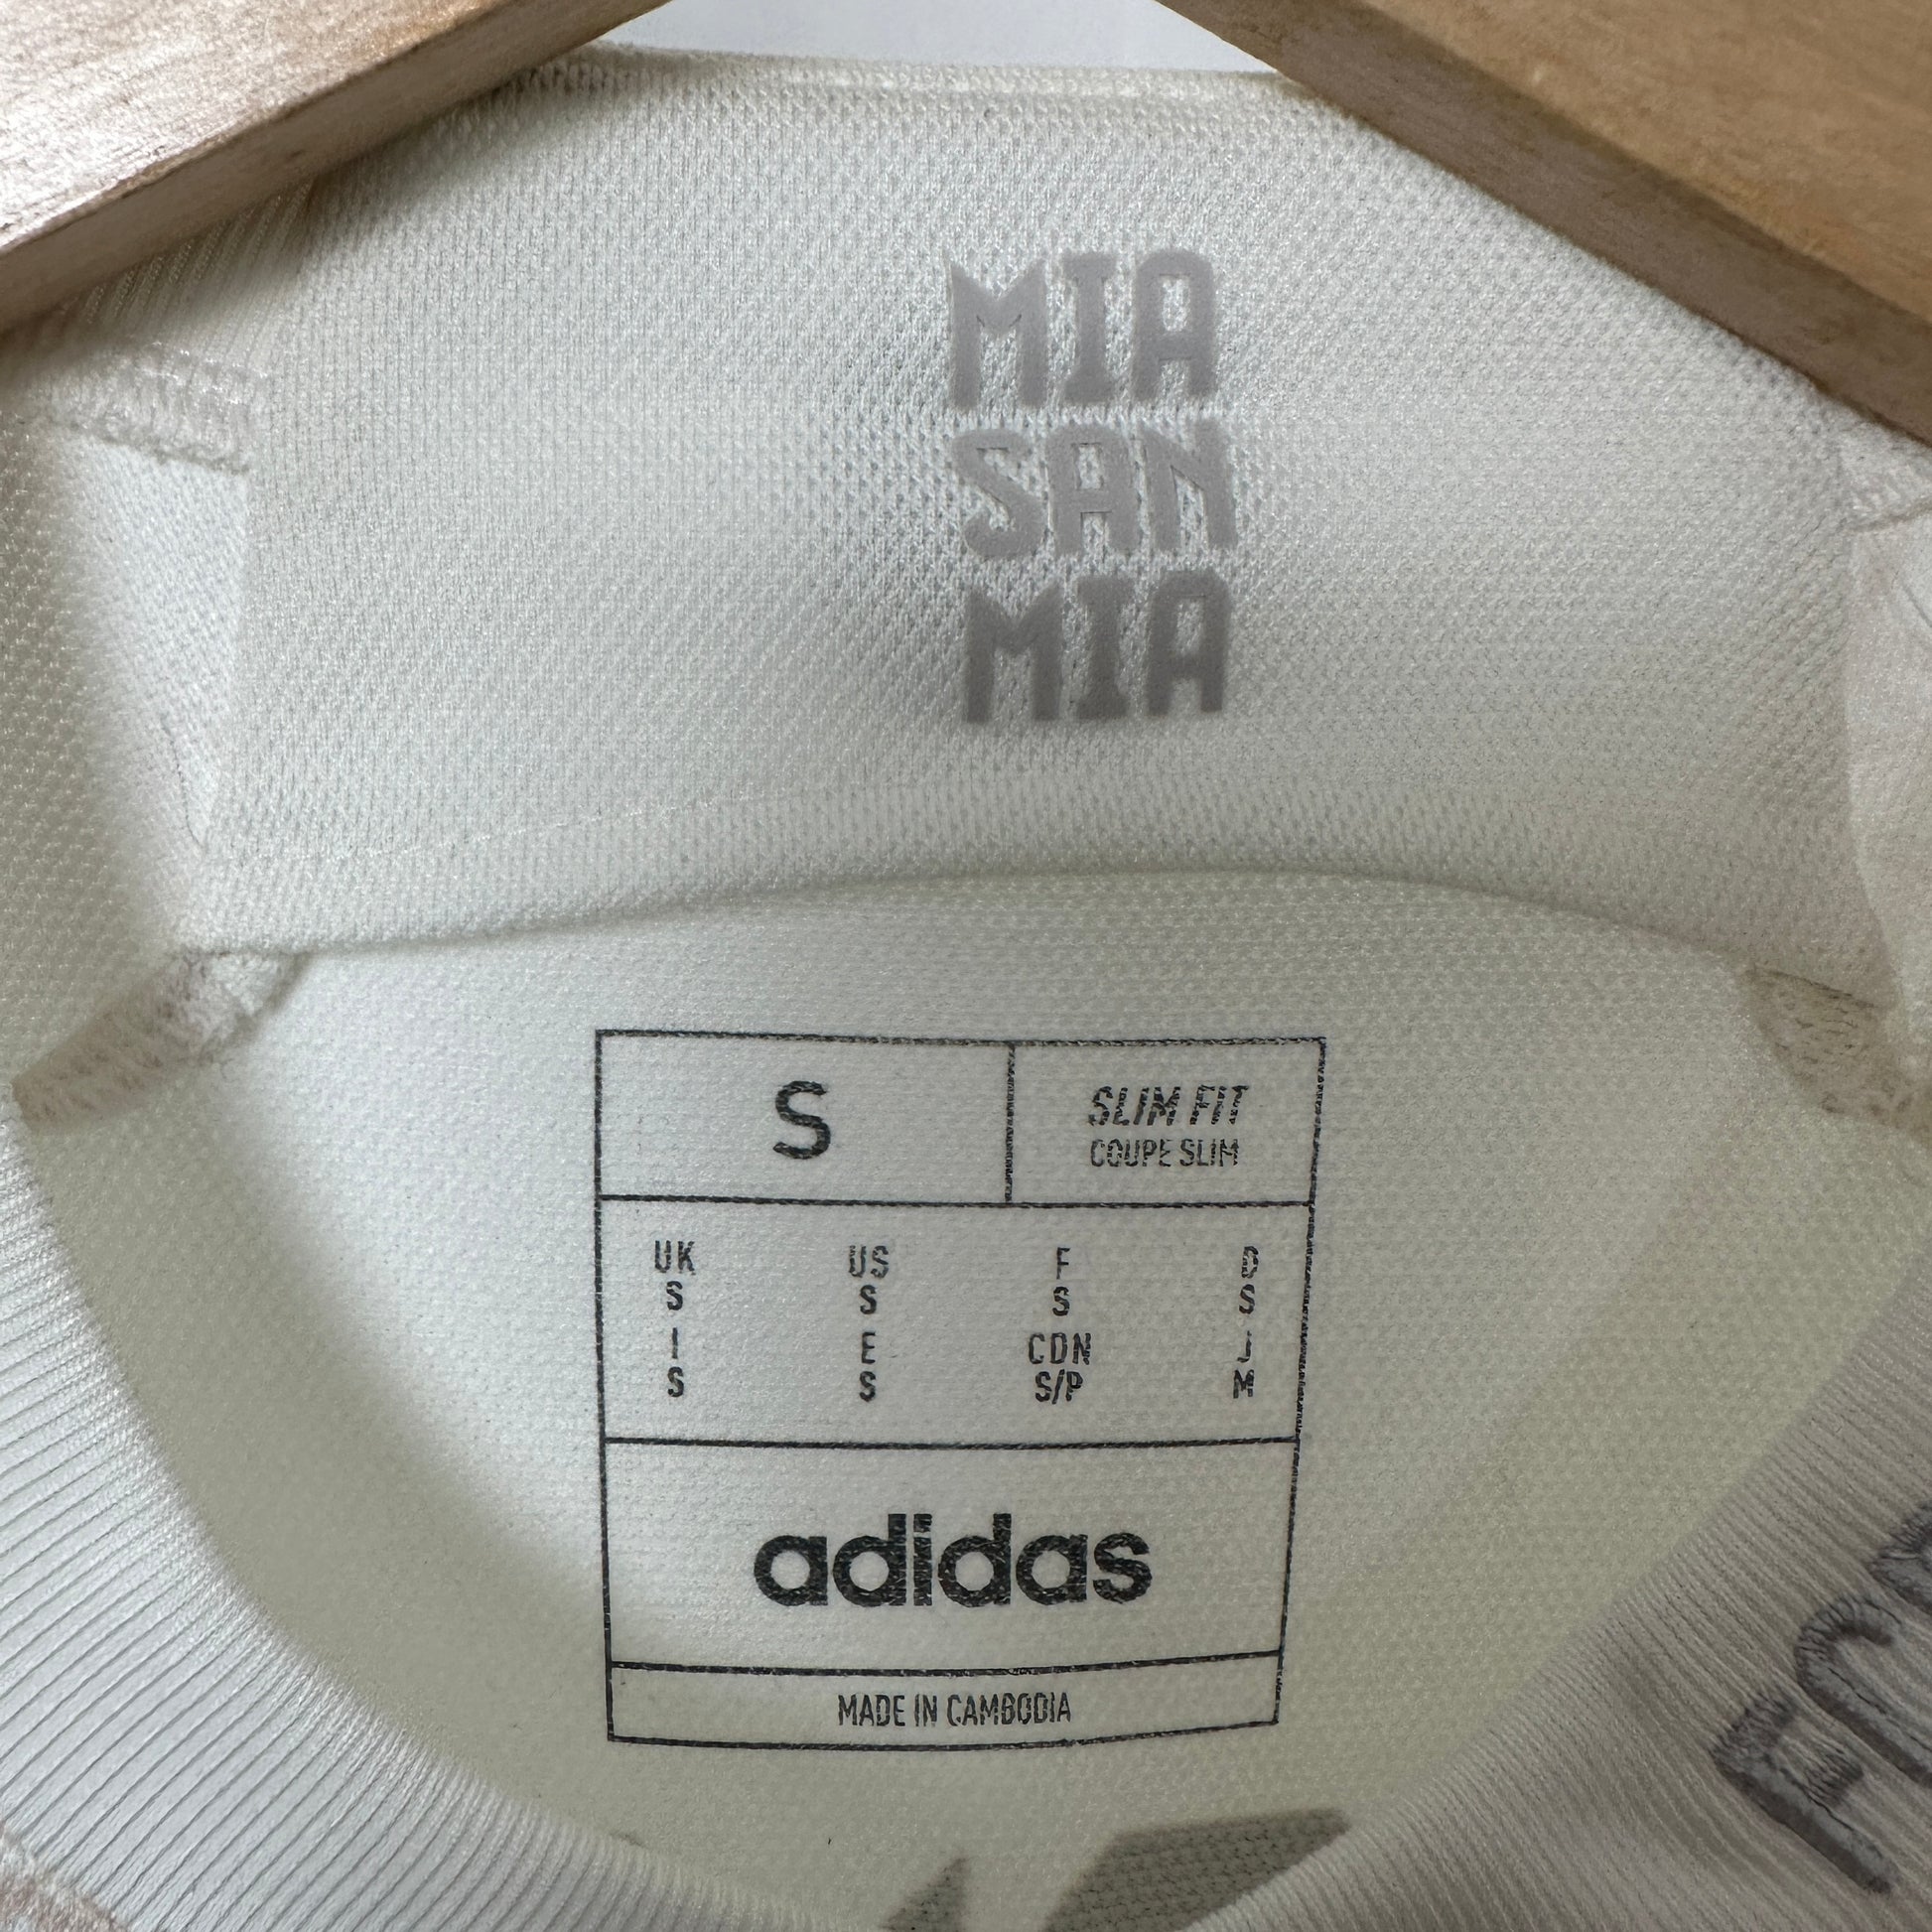 MIA
SAN
MIA
S
SLIM FIT
COUPE SLIM
UK US F D
S S S S
I E CDN J
S S S/P M
adidas
MADE IN CAMBODIA